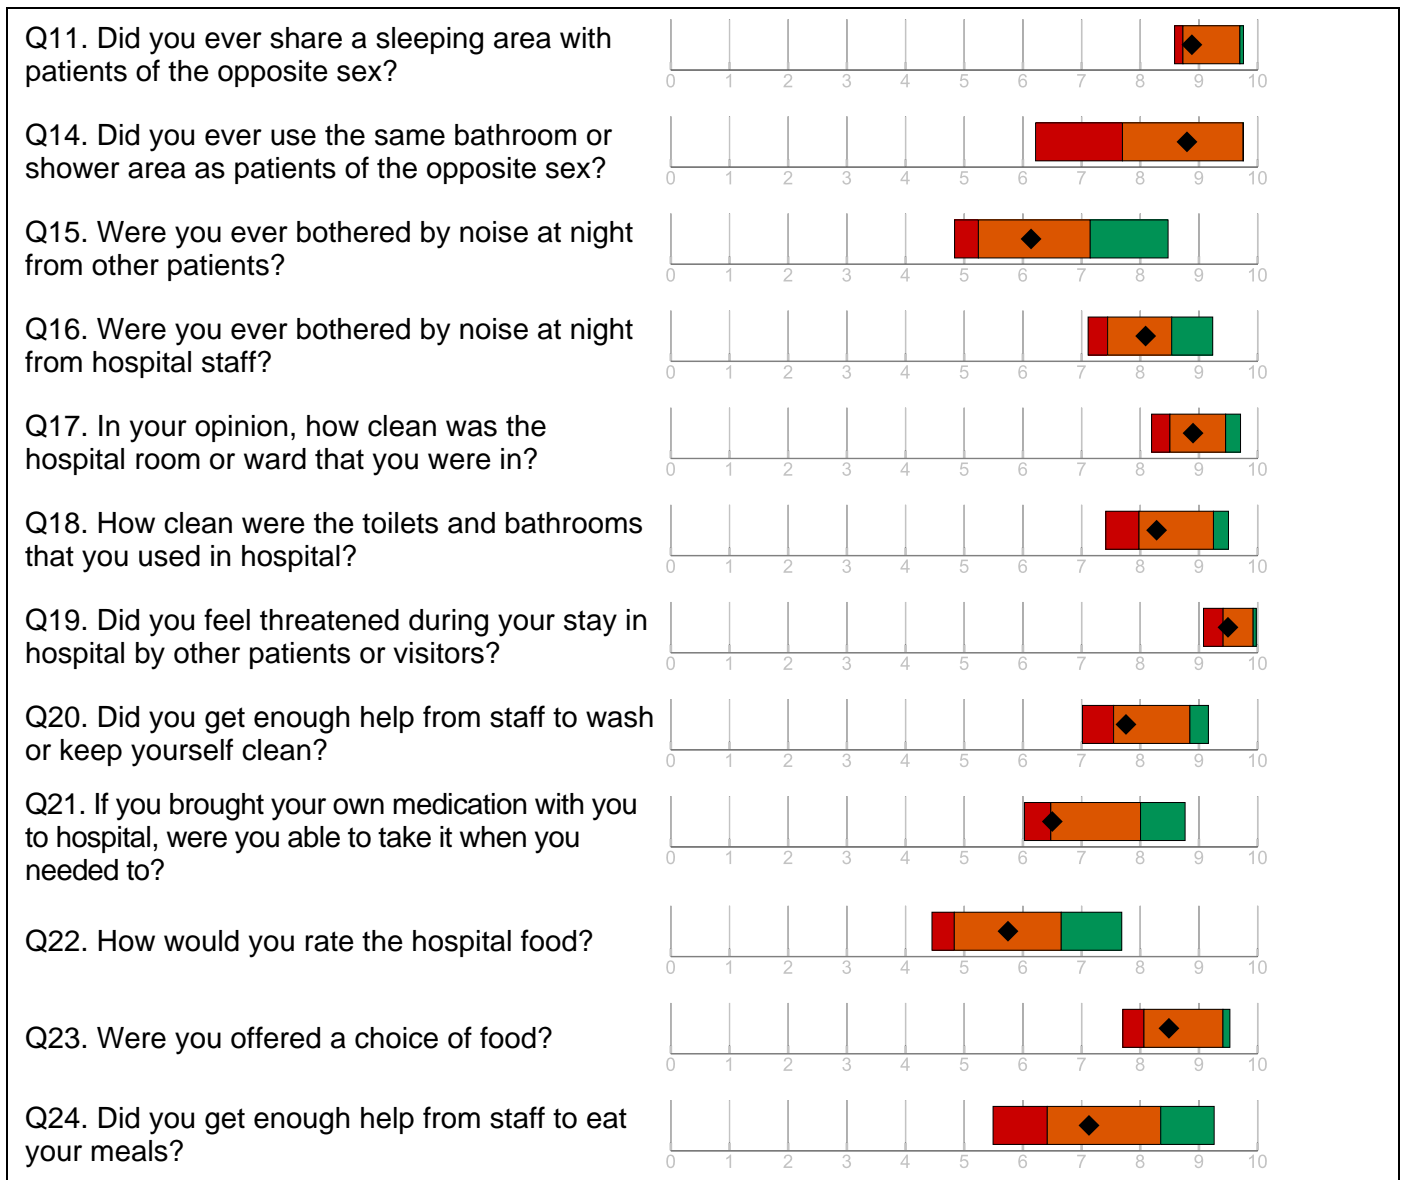 Q11. Did you ever share a sleeping area with
patients of the opposite sex?
0 1 2 3 4 5 6 7 8 9 10
Q14. Did you ever use the same bathroom or
shower area as patients of the opposite sex?
0 1 2 3 4 5 6 7 8 9 10
Q15. Were you ever bothered by noise at night
from other patients?
0 1 2 3 4 5 6 7 8 9 10
Q16. Were you ever bothered by noise at night
from hospital staff?
0 1 2 3 4 5 6 7 8 9 10
Q17. In your opinion, how clean was the
hospital room or ward that you were in?
0 1 2 3 4 5 6 7 8 9 10
Q18. How clean were the toilets and bathrooms
that you used in hospital?
0 1 2 3 4 5 6 7 8 9 10
Q19. Did you feel threatened during your stay in
hospital by other patients or visitors?
0 1 2 3 4 5 6 7 8 9 10
Q20. Did you get enough help from staff to wash
or keep yourself clean?
0 1 2 3 4 5 6 7 8 9 10
Q21. If you brought your own medication with you
to hospital, were you able to take it when you
needed to?
0 1 2 3 4 5 6 7 8 9 10
Q22. How would you rate the hospital food?
0 1 2 3 4 5 6 7 8 9 10
Q23. Were you offered a choice of food?
0 1 2 3 4 5 6 7 8 9 10
Q24. Did you get enough help from staff to eat
your meals?
0 1 2 3 4 5 6 7 8 9 10